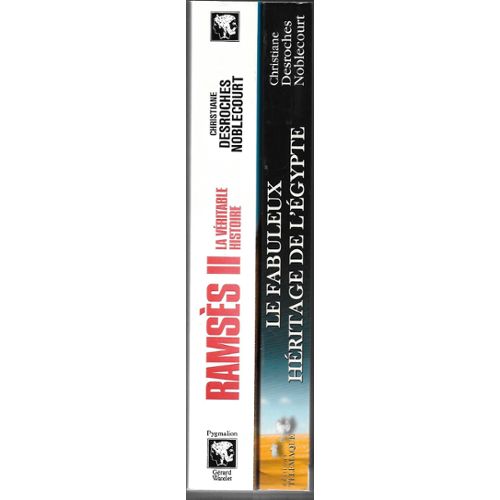 RAMSÈS II
LA VÉRITABLE
HISTOIRE
CHRISTIANE
DESROCHES
NOBLECOURT
Pygmalion
Gérard
Watelet
LE FABULEUX
HÉRITAGE DE L'ÉGYPTE
Christiane
Desroches
Noblecourt
TÉLÉMAQUE